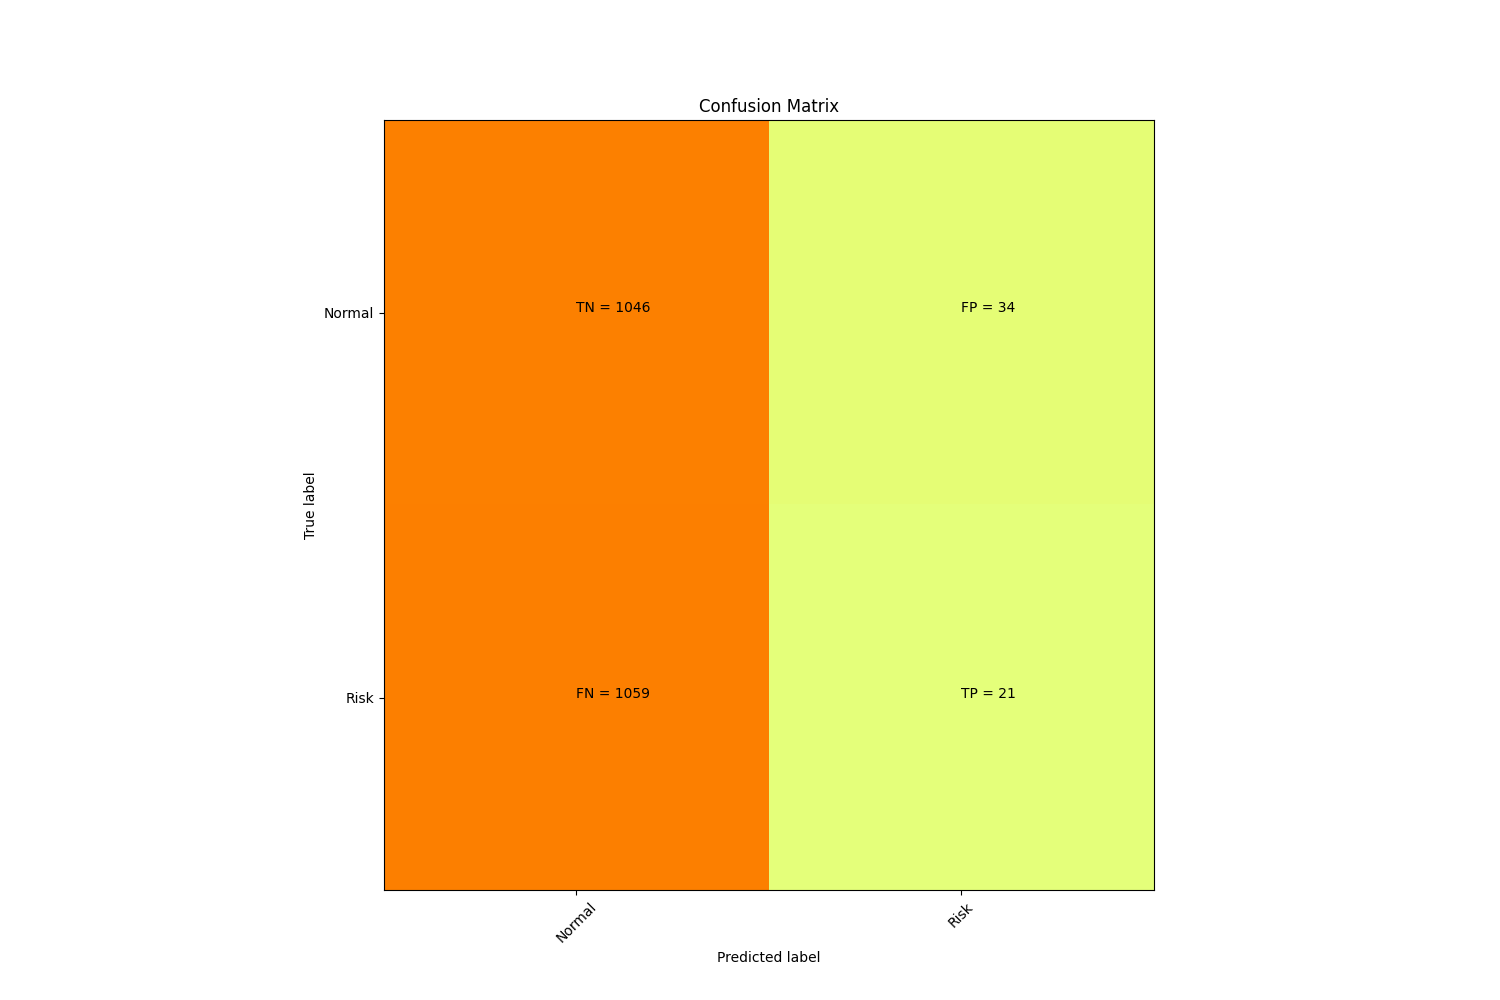 Confusion Matrix
Normal
TN = 1046
FP = 34
True label
Risk
FN = 1059
TP = 21
Normal
Risk
Predicted label